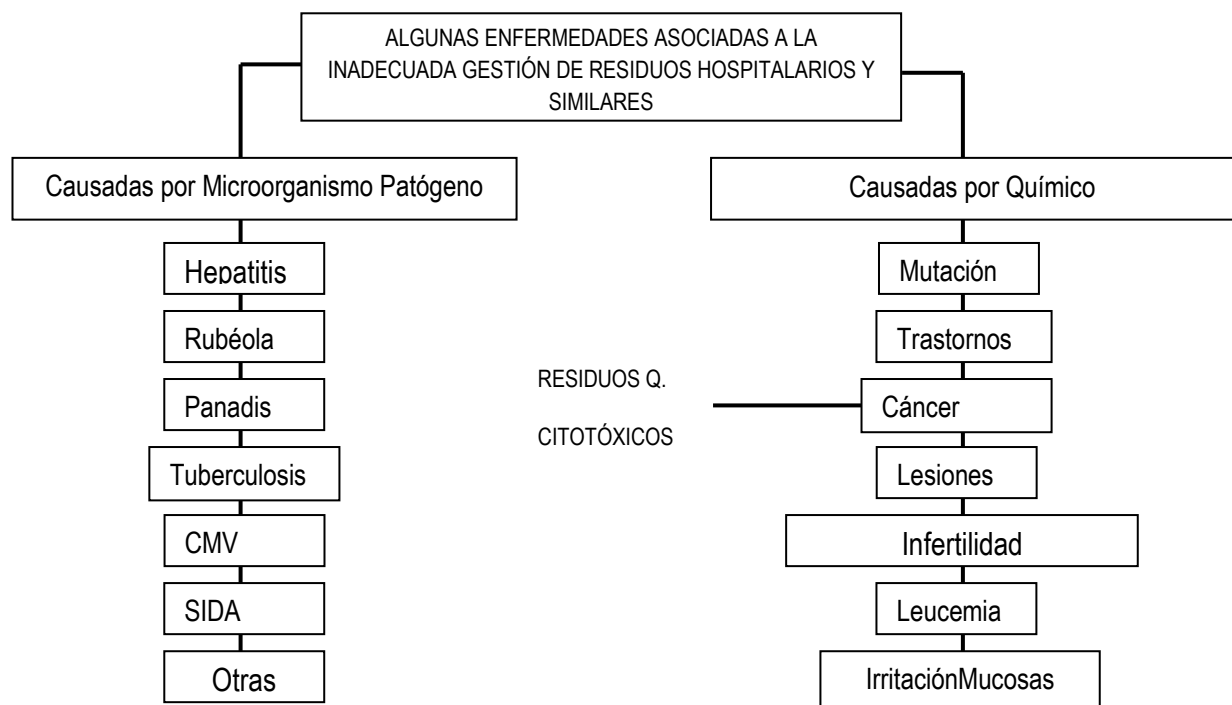 ALGUNAS ENFERMEDADES ASOCIADAS A LA
INADECUADA GESTIÓN DE RESIDUOS HOSPITALARIOS Y
SIMILARES
Causadas por Microorganismo Patógeno
Hepatitis
Rubéola
Panadis
Tuberculosis
CMV
SIDA
Otras
Causadas por Químico
Mutación
Trastornos
RESIDUOS Q.
CITOTÓXICOS
Cáncer
Lesiones
Infertilidad
Leucemia
IrritaciónMucosas